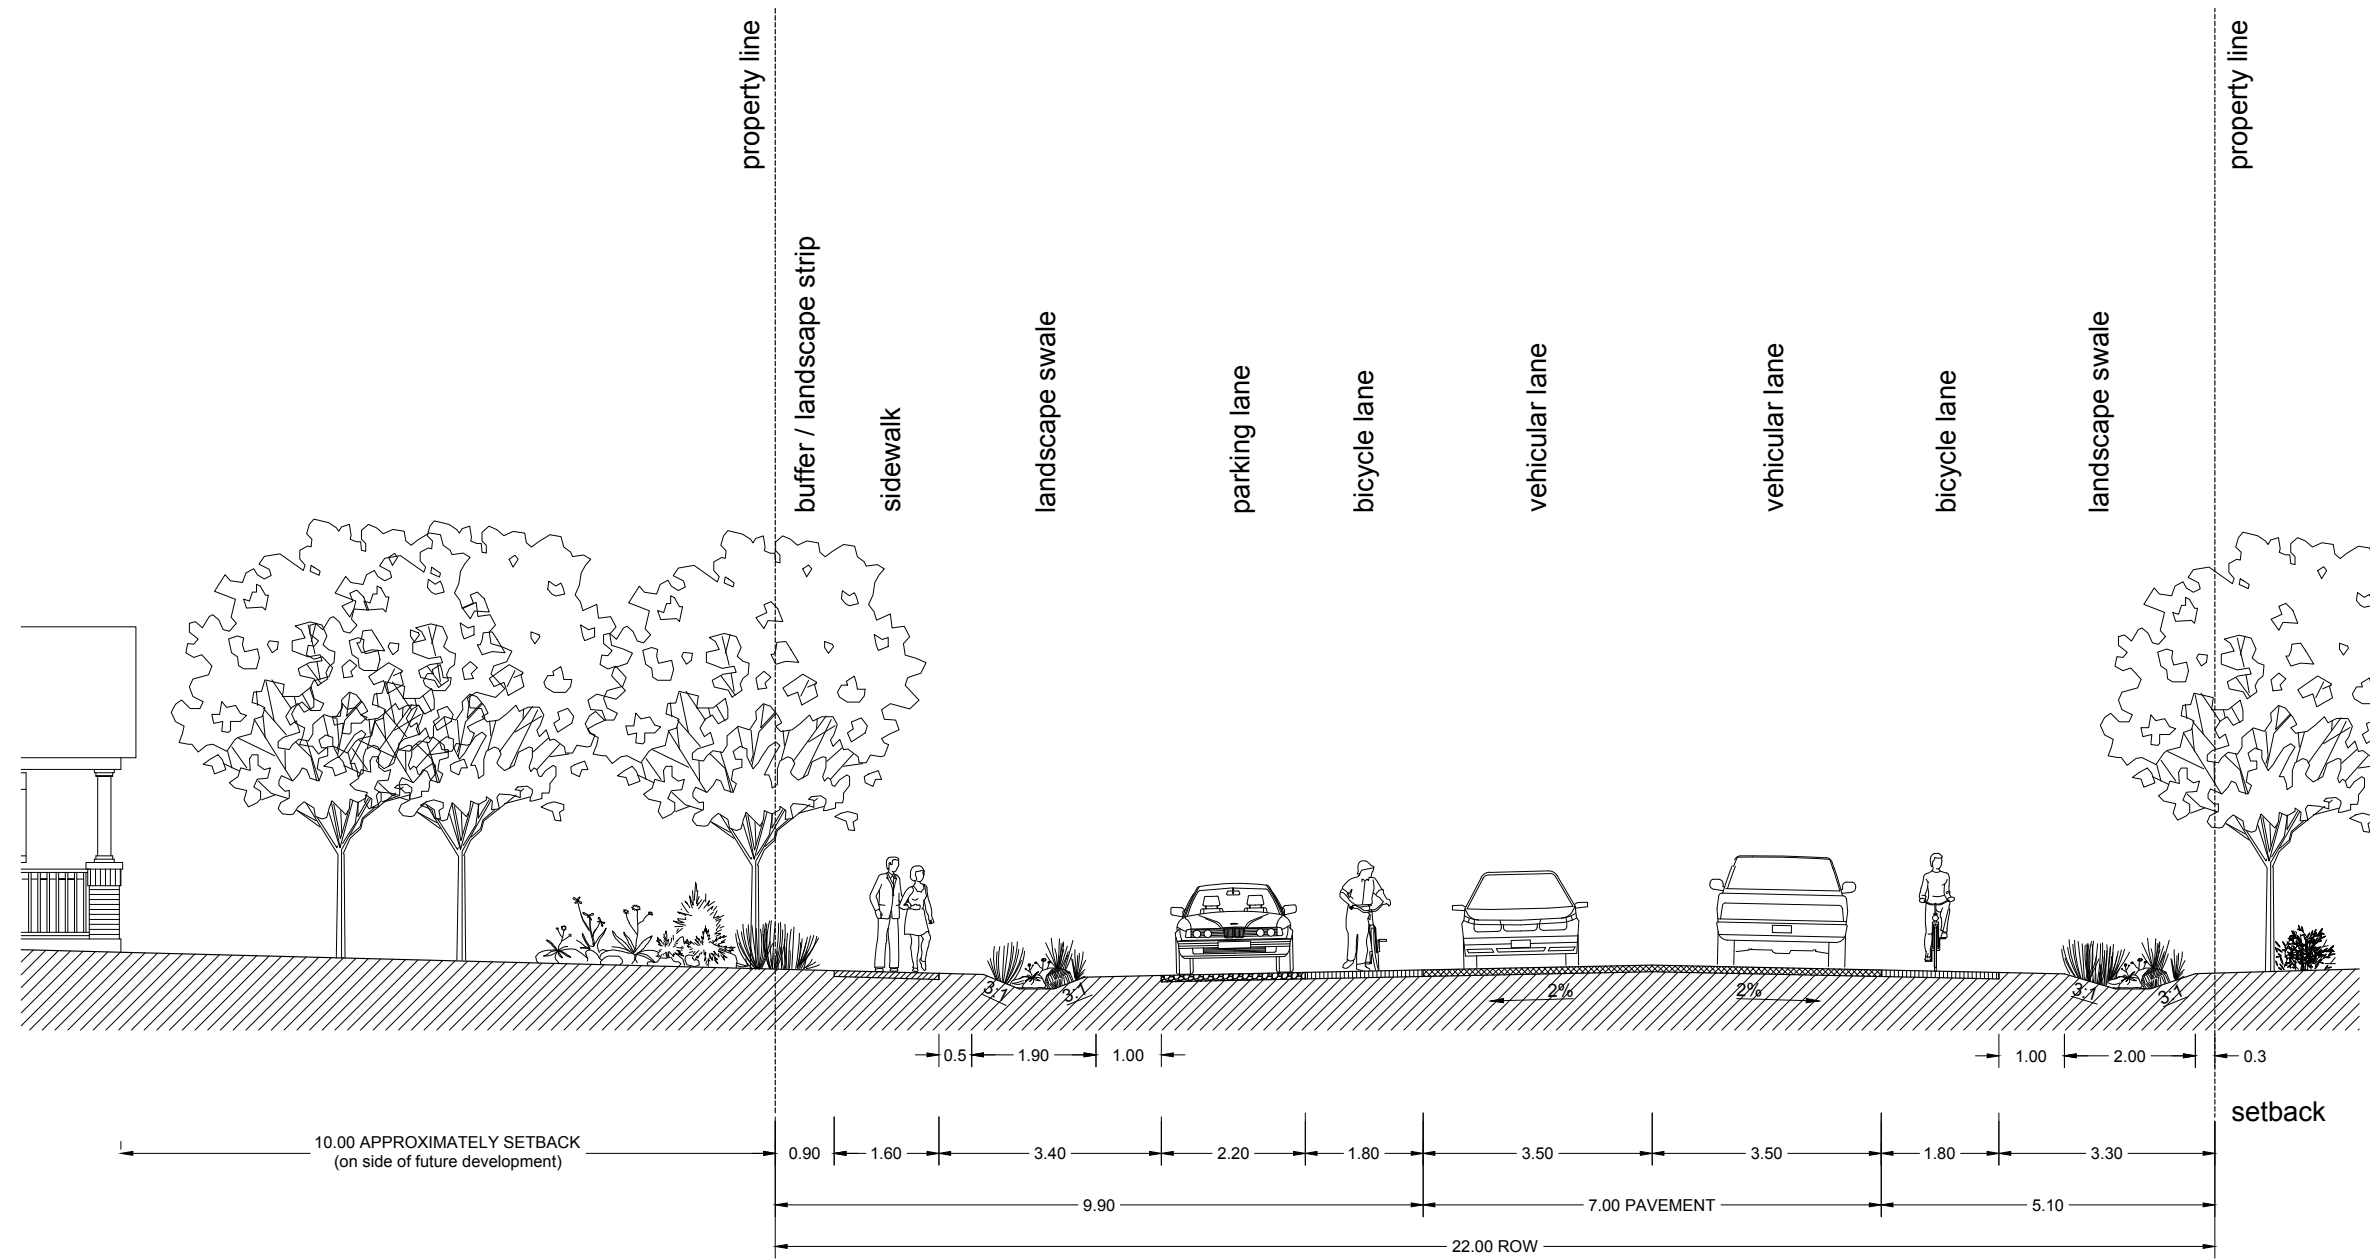 property line
buffer / landscape strip
sidewalk
landscape swale
parking lane
bicycle lane
vehicular lane
vehicular lane
bicycle lane
landscape swale
property line
3:1
3:1
2%
2%
3:1
3:1
0.5
1.90
1.00
1.00
2.00
0.3
setback
10.00 APPROXIMATELY SETBACK
(on side of future development)
0.90
1.60
3.40
2.20
1.80
3.50
3.50
1.80
3.30
9.90
7.00 PAVEMENT
5.10
22.00 ROW